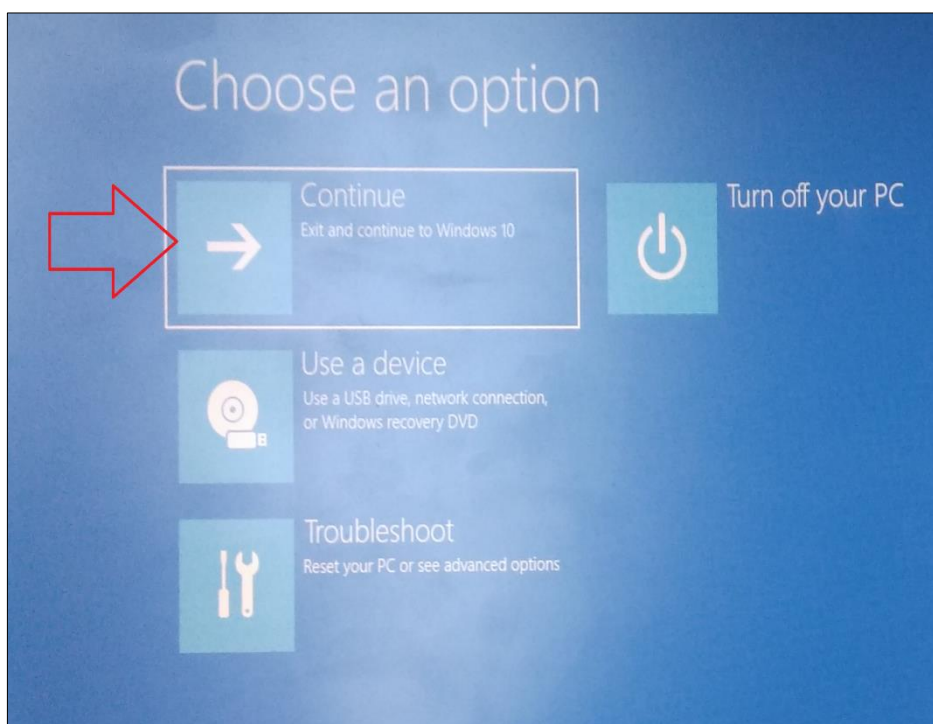 Choose an option
Continue
Exit and continue to Windows 10
Turn off your PC
Use a device
Use a USB drive, network connection,
or Windows recovery DVD
Troubleshoot
Reset your PC or see advanced options